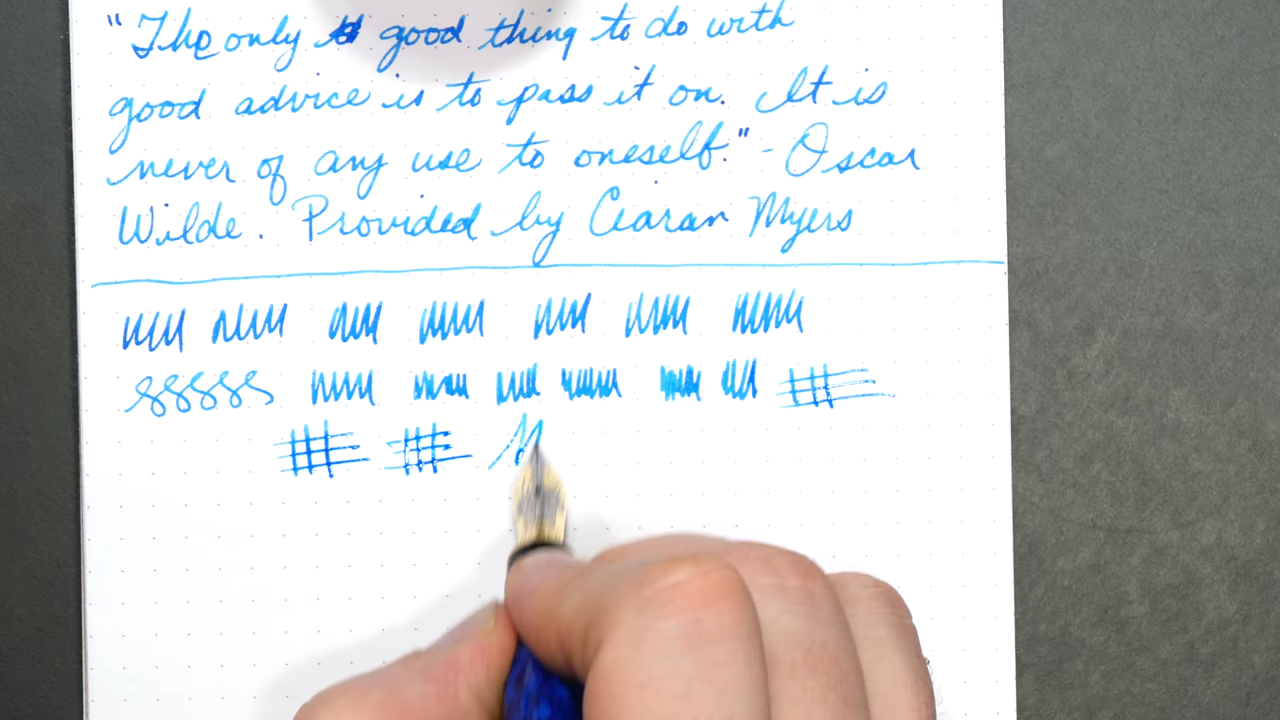 "The only good thing to do with
good advice is to pass it on. It is
never of any use to oneself." - Oscar
Wilde. Provided by Ciaran Myers